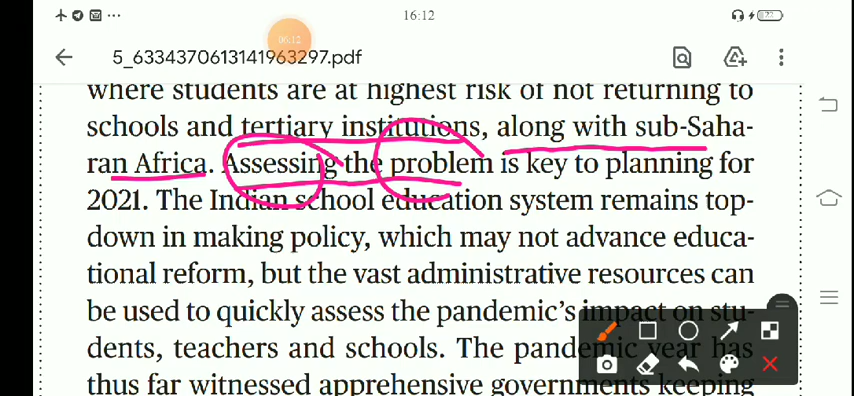 16:12
22
06:12
5_6334370613141963297.pdf
where students are at highest risk of not returning to
schools and tertiary institutions, along with sub-Saha-
ran Africa. Assessing the problem is key to planning for
2021. The Indian school education system remains top-
down in making policy, which may not advance educa-
tional reform, but the vast administrative resources can
be used to quickly assess the pandemic's impact on stu-
dents, teachers and schools. The pandemic year has
thus far witnessed apprehensive governments keeping